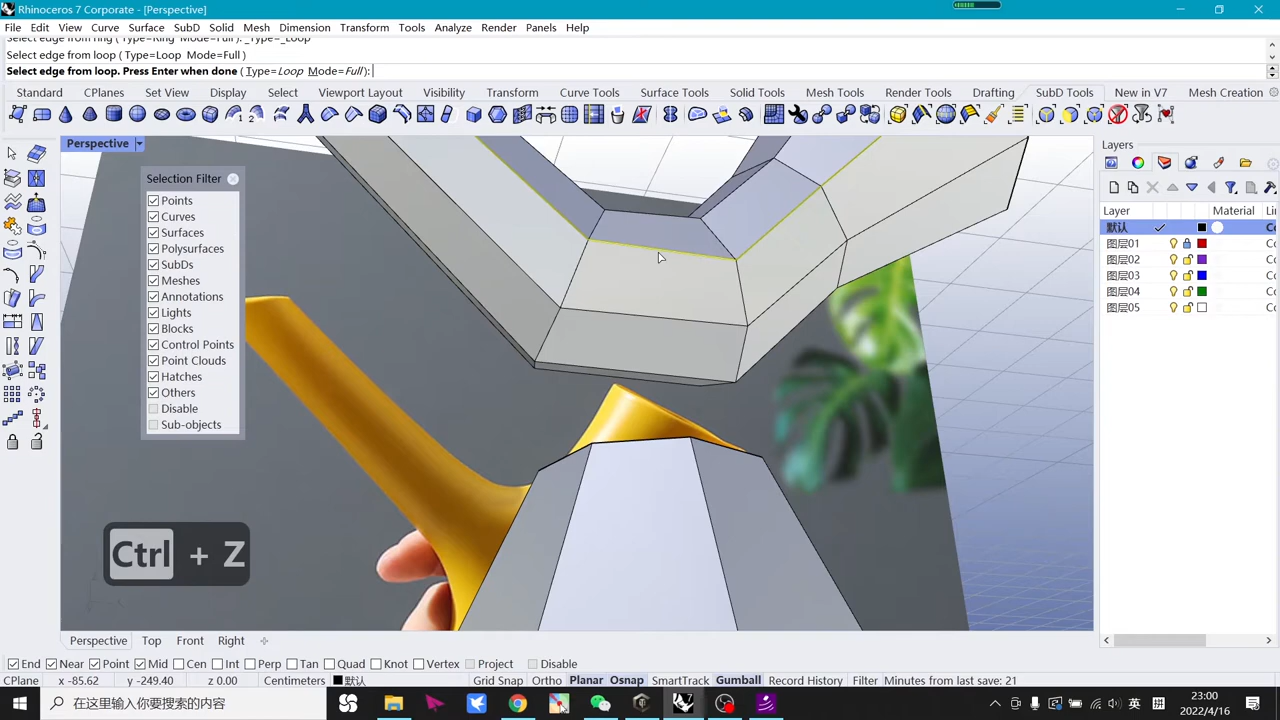 Rhinoceros 7 Corporate - [Perspective]
File Edit View Curve Surface SubD Solid Mesh Dimension Transform Tools Analyze Render Panels Help
Select edge from loop ( Type=Loop Mode=Full )
Select edge from loop. Press Enter when done ( Type=Loop Mode=Full ):
Standard CPlanes Set View Display Select Viewport Layout Visibility Transform Curve Tools Surface Tools Solid Tools Mesh Tools Render Tools Drafting SubD Tools New in V7 Mesh Creation
Perspective
Layers
Selection Filter
Points
Curves
Surfaces
Polysurfaces
SubDs
Meshes
Annotations
Lights
Blocks
Control Points
Point Clouds
Hatches
Others
Disable
Sub-objects
Layer Material Li
默认 Co
图层01 Co
图层02 Co
图层03 Co
图层04 Co
图层05 Co
Ctrl + Z
Perspective Top Front Right
End Near Point Mid Cen Int Perp Tan Quad Knot Vertex Project Disable
CPlane x -85.62 y -249.40 z 0.00 Centimeters 默认 Grid Snap Ortho Planar Osnap SmartTrack Gumball Record History Filter Minutes from last save: 21
在这里输入你要搜索的内容
英 拼
23:00
2022/4/16